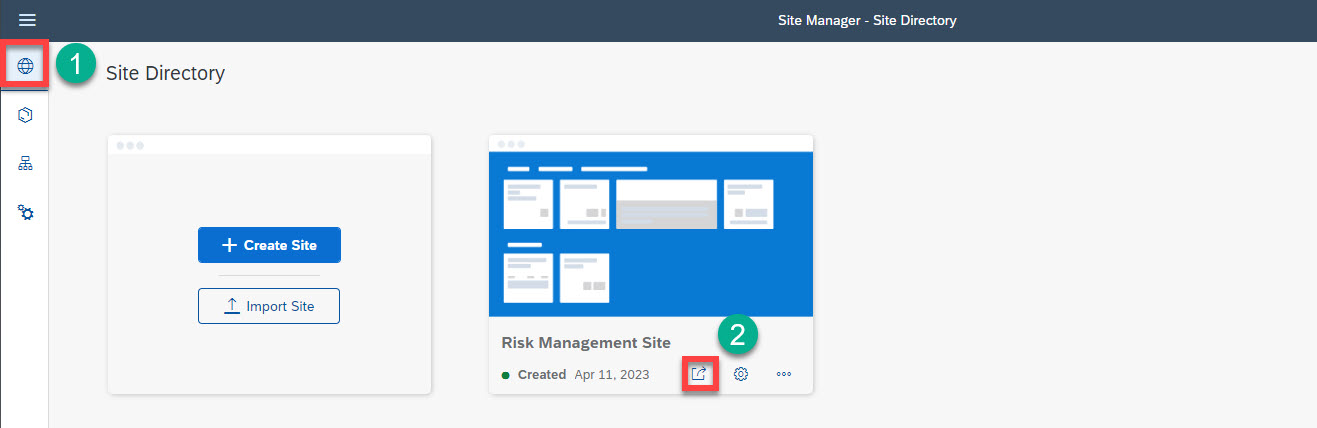 Site Manager - Site Directory
1
Site Directory
+ Create Site
Import Site
Risk Management Site
2
Created Apr 11, 2023